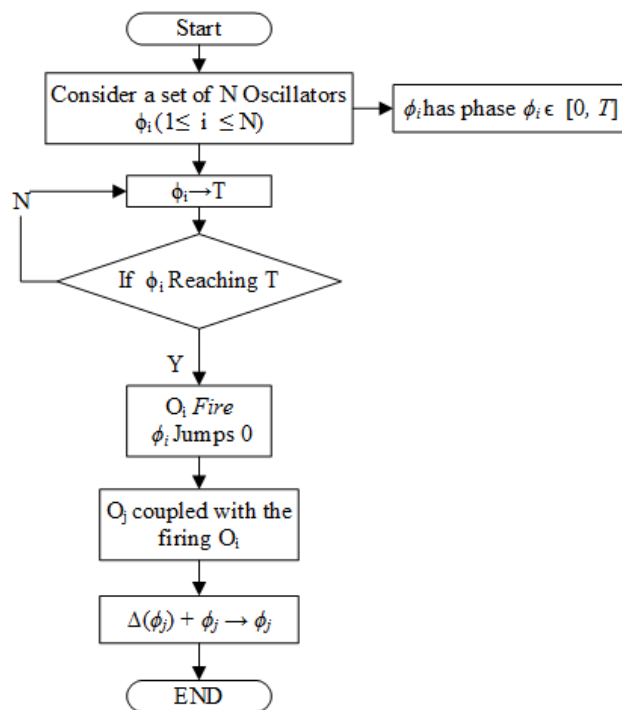 Start
Consider a set of N Oscillators
ϕi (1≤ i ≤N)
ϕi has phase ϕi ϵ [0, T]
ϕi→T
N
If ϕi Reaching T
Y
Oi Fire
ϕi Jumps 0
Oj coupled with the
firing Oi
Δ(ϕj) + ϕj → ϕj
END